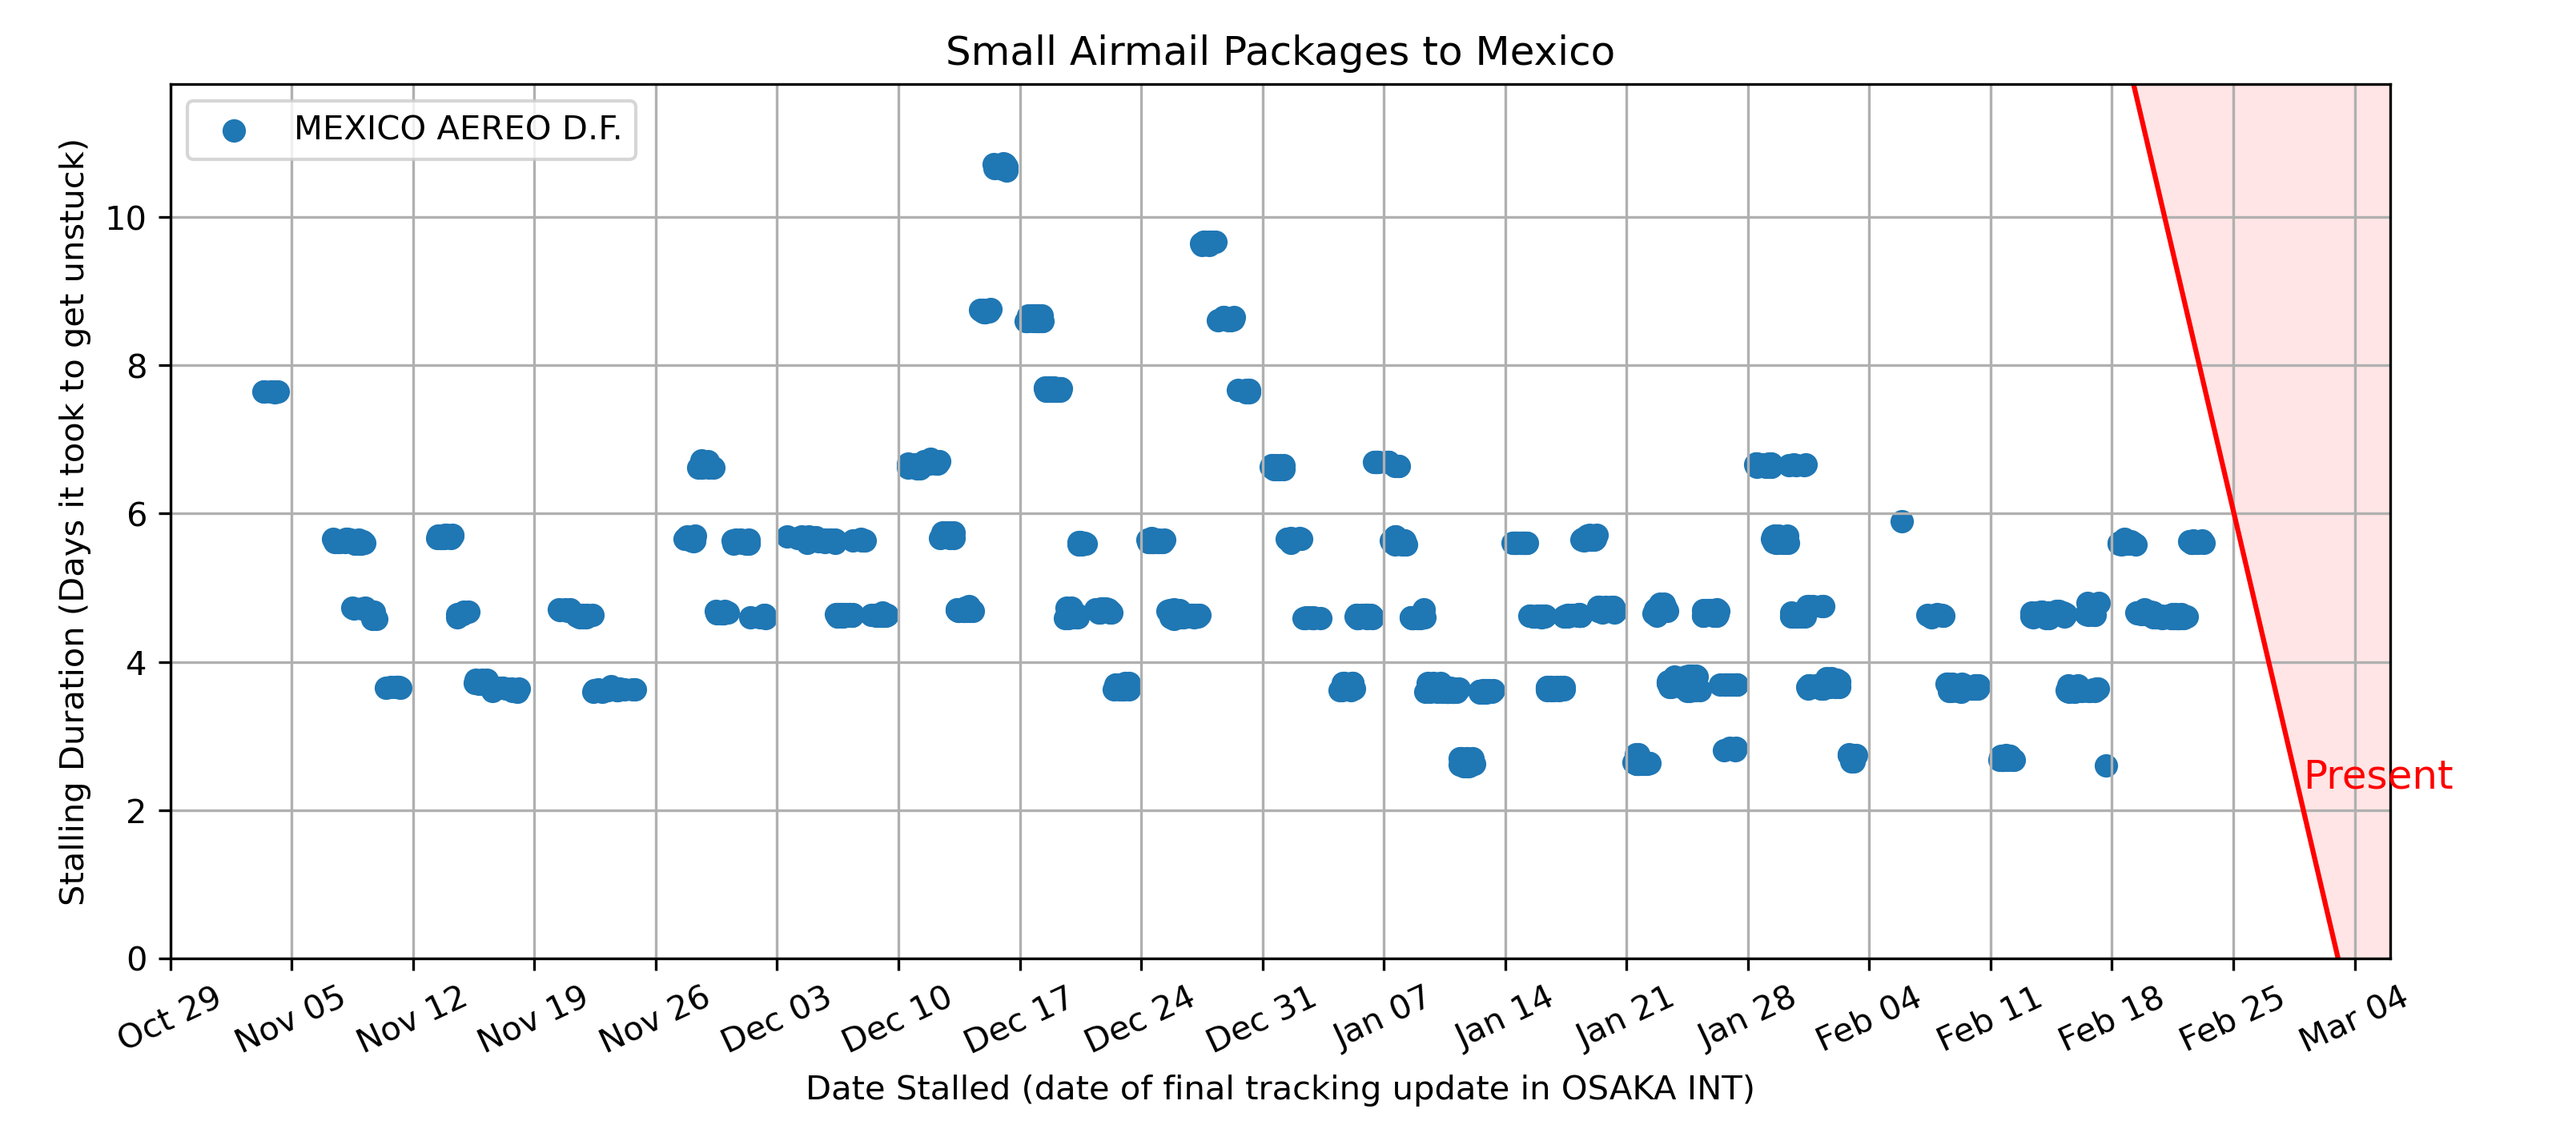 Small Airmail Packages to Mexico
MEXICO AEREO D.F.
Stalling Duration (Days it took to get unstuck)
10
8
6
4
2
0
Present
Oct 29
Nov 05
Nov 12
Nov 19
Nov 26
Dec 03
Dec 10
Dec 17
Dec 24
Dec 31
Jan 07
Jan 14
Jan 21
Jan 28
Feb 04
Feb 11
Feb 18
Feb 25
Mar 04
Date Stalled (date of final tracking update in OSAKA INT)